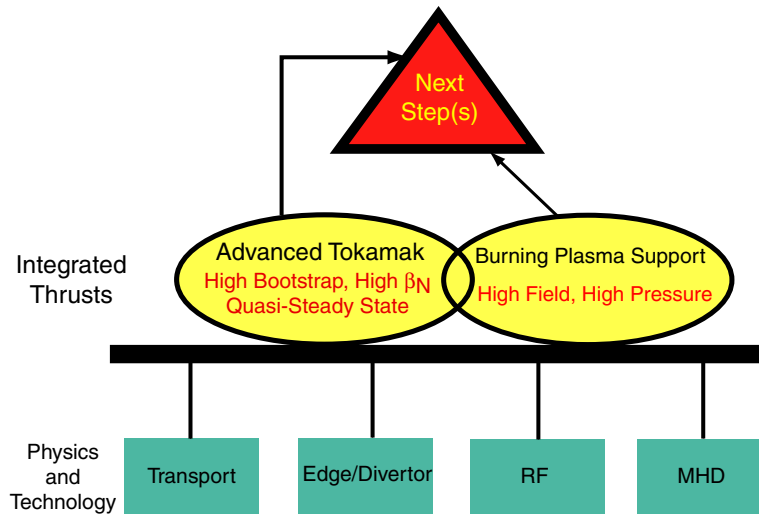 Next
Step(s)
Integrated
Thrusts
Advanced Tokamak
High Bootstrap, High βN
Quasi-Steady State
Burning Plasma Support
High Field, High Pressure
Physics
and
Technology
Transport
Edge/Divertor
RF
MHD